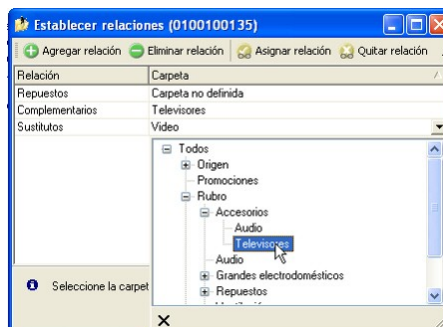 Establecer relaciones (0100100135)
Agregar relación Eliminar relación Asignar relación Quitar relación
Relación Carpeta
Repuestos Carpeta no definida
Complementarios Televisores
Sustitutos Video
Todos
Origen
Promociones
Rubro
Accesorios
Audio
Televisores
Audio
Grandes electrodomésticos
Seleccione la carpet
Repuestos